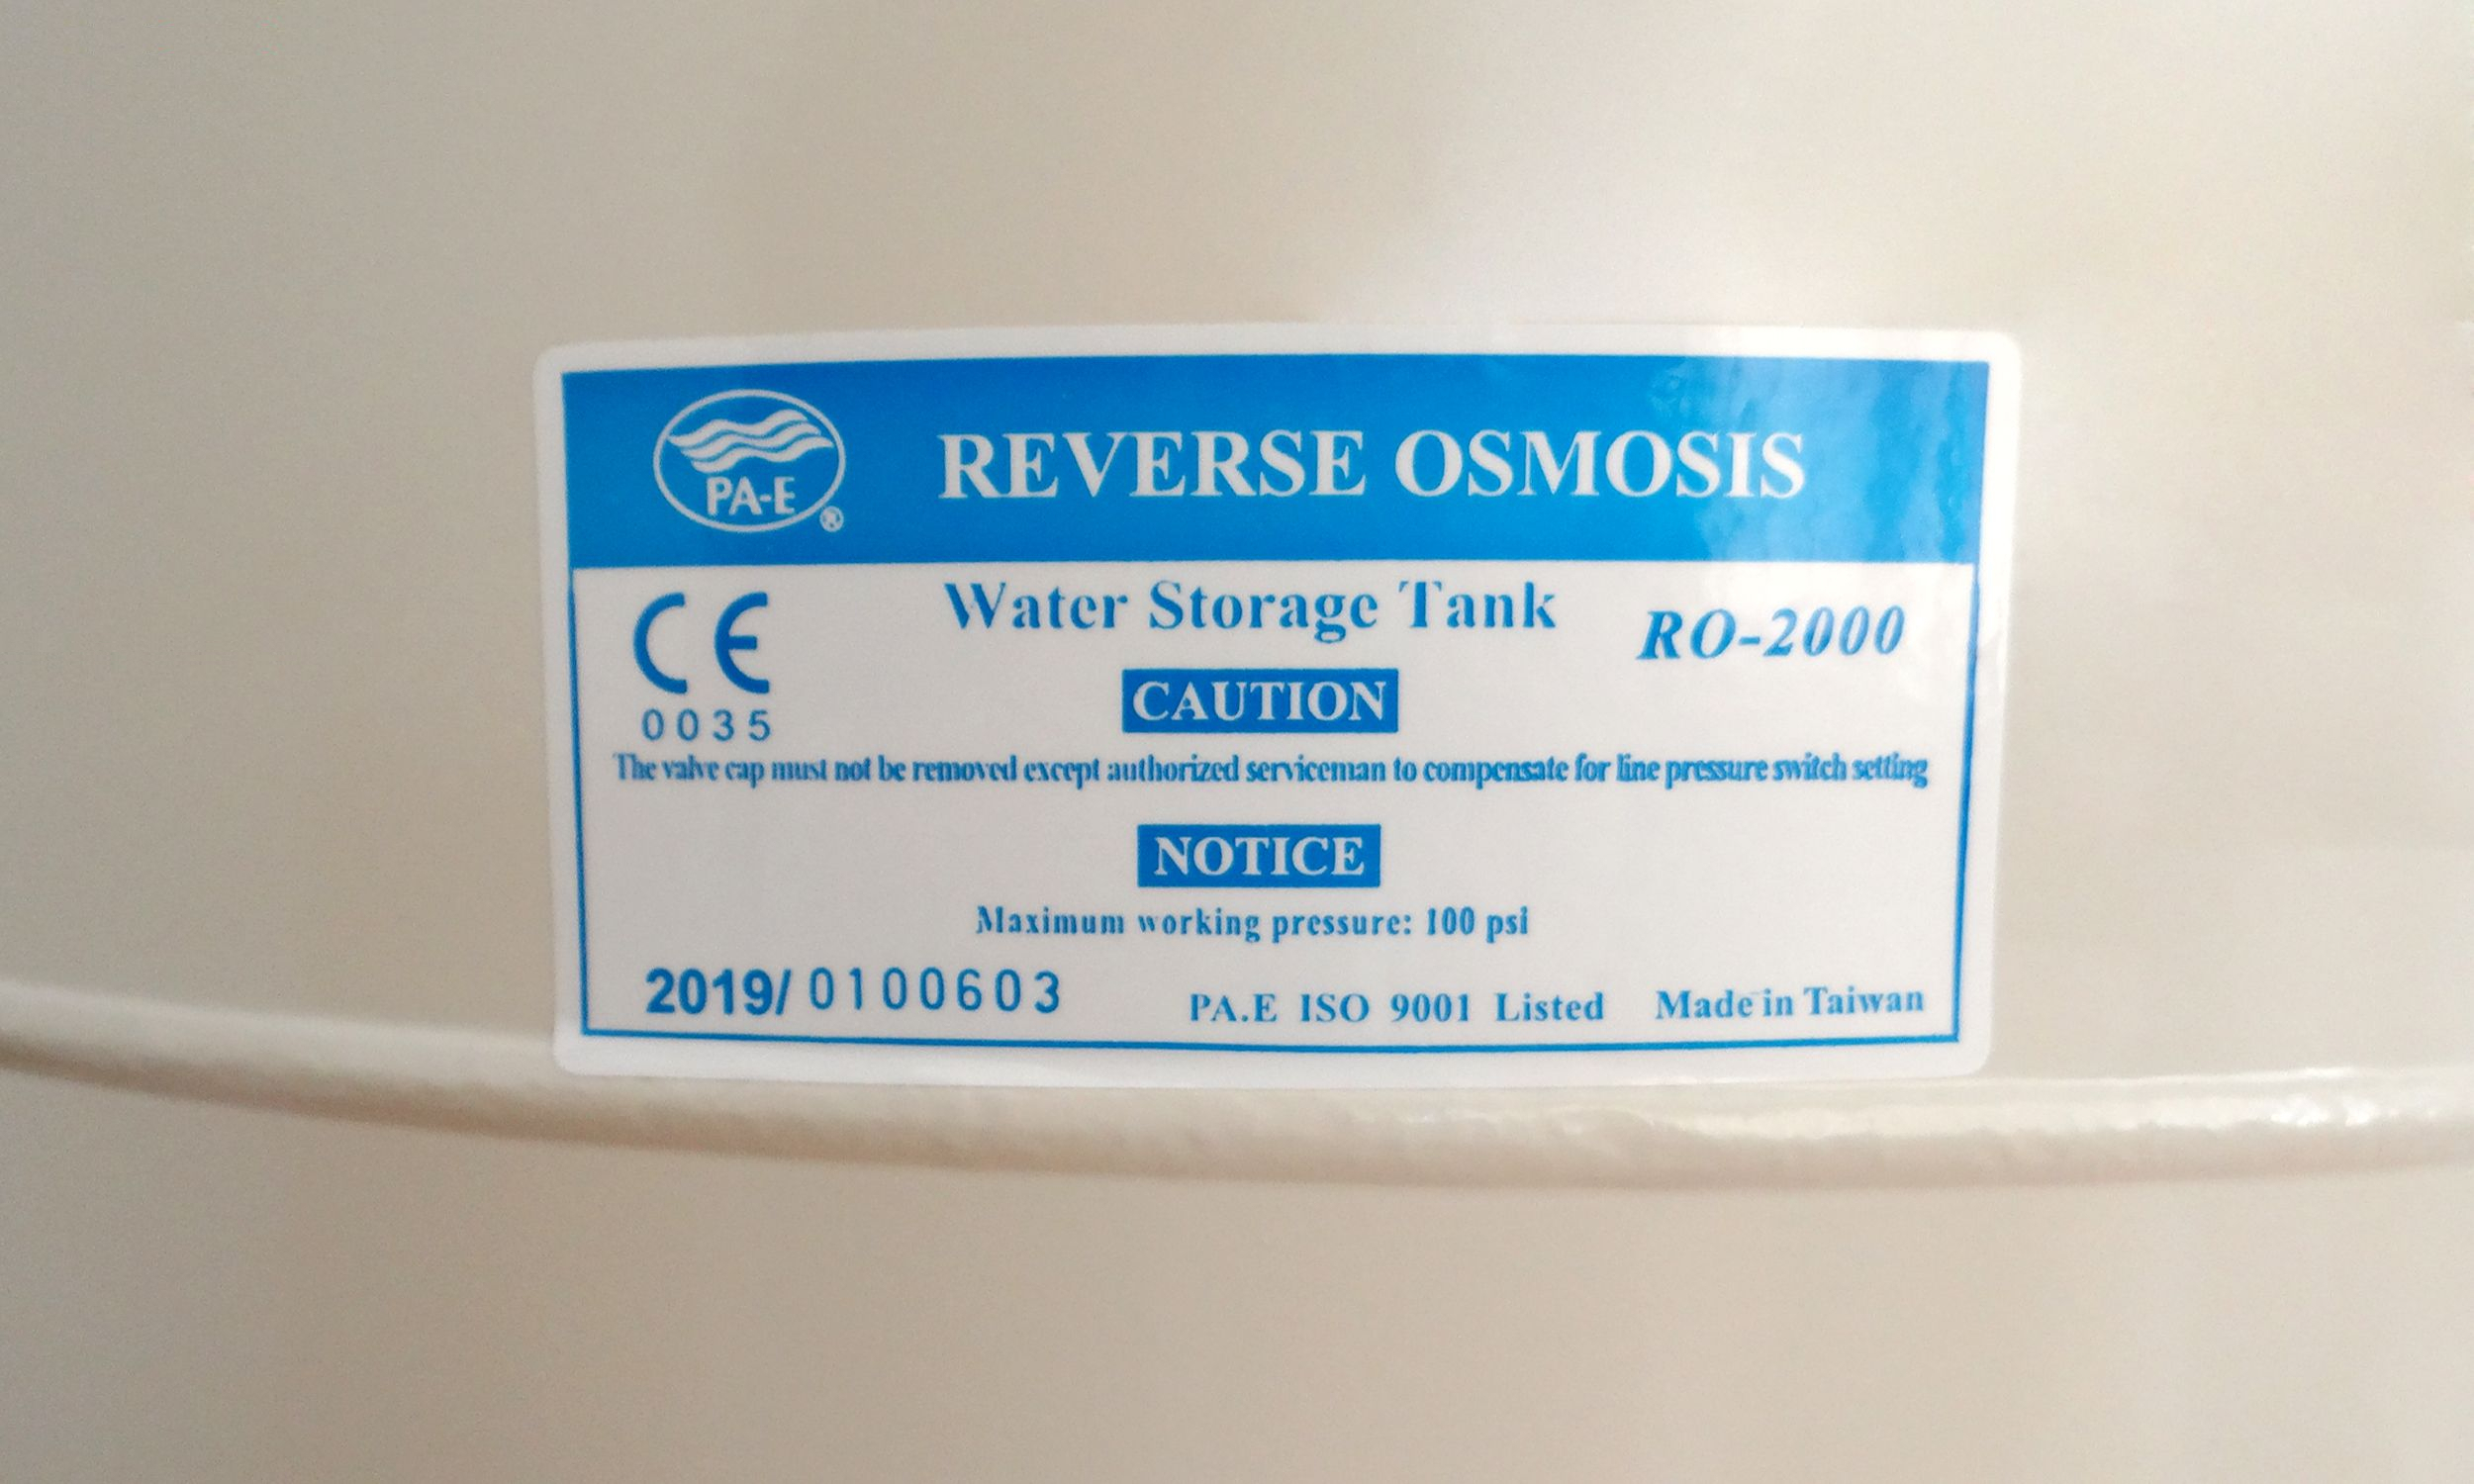 PA-E®
REVERSE OSMOSIS
CE
0035
Water Storage Tank
RO-2000
CAUTION
The valve cap must not be removed except authorized serviceman to compensate for line pressure switch setting
NOTICE
Maximum working pressure: 100 psi
2019/0100603
PA.E ISO 9001 Listed Made in Taiwan